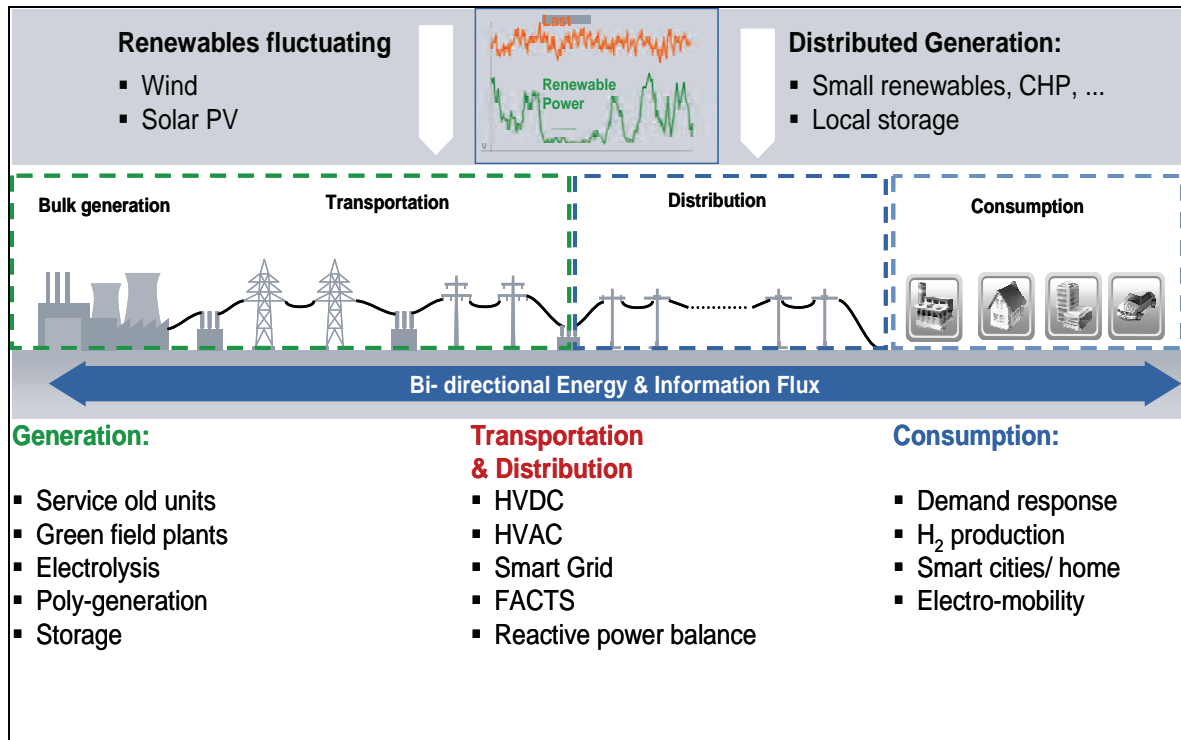 Renewables fluctuating
▪ Wind
▪ Solar PV
Last
Renewable
Power
U
Distributed Generation:
▪ Small renewables, CHP, ...
▪ Local storage
Bulk generation
Transportation
Distribution
Consumption
Bi- directional Energy & Information Flux
Generation:
▪ Service old units
▪ Green field plants
▪ Electrolysis
▪ Poly-generation
▪ Storage
Transportation
& Distribution
▪ HVDC
▪ HVAC
▪ Smart Grid
▪ FACTS
▪ Reactive power balance
Consumption:
▪ Demand response
▪ H₂ production
▪ Smart cities/ home
▪ Electro-mobility